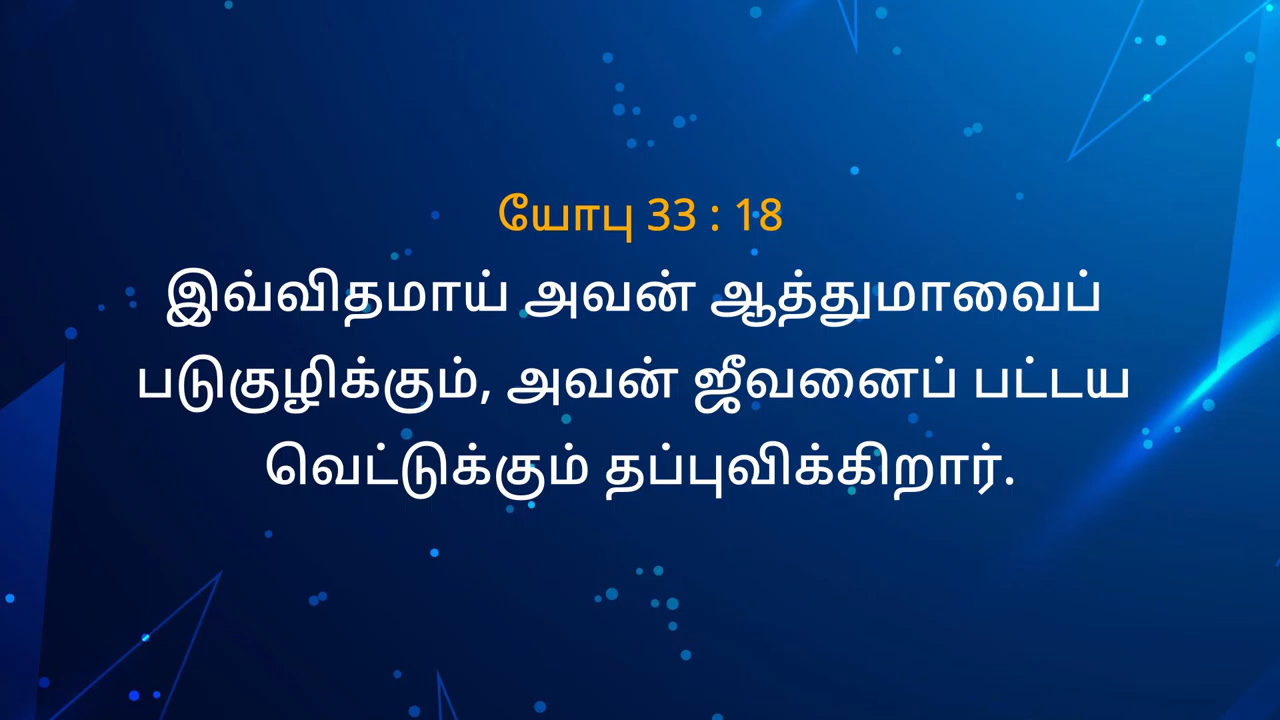 யோபு 33 : 18
இவ்விதமாய் அவன் ஆத்துமாவைப்
படுகுழிக்கும், அவன் ஜீவனைப் பட்டய
வெட்டுக்கும் தப்புவிக்கிறார்.